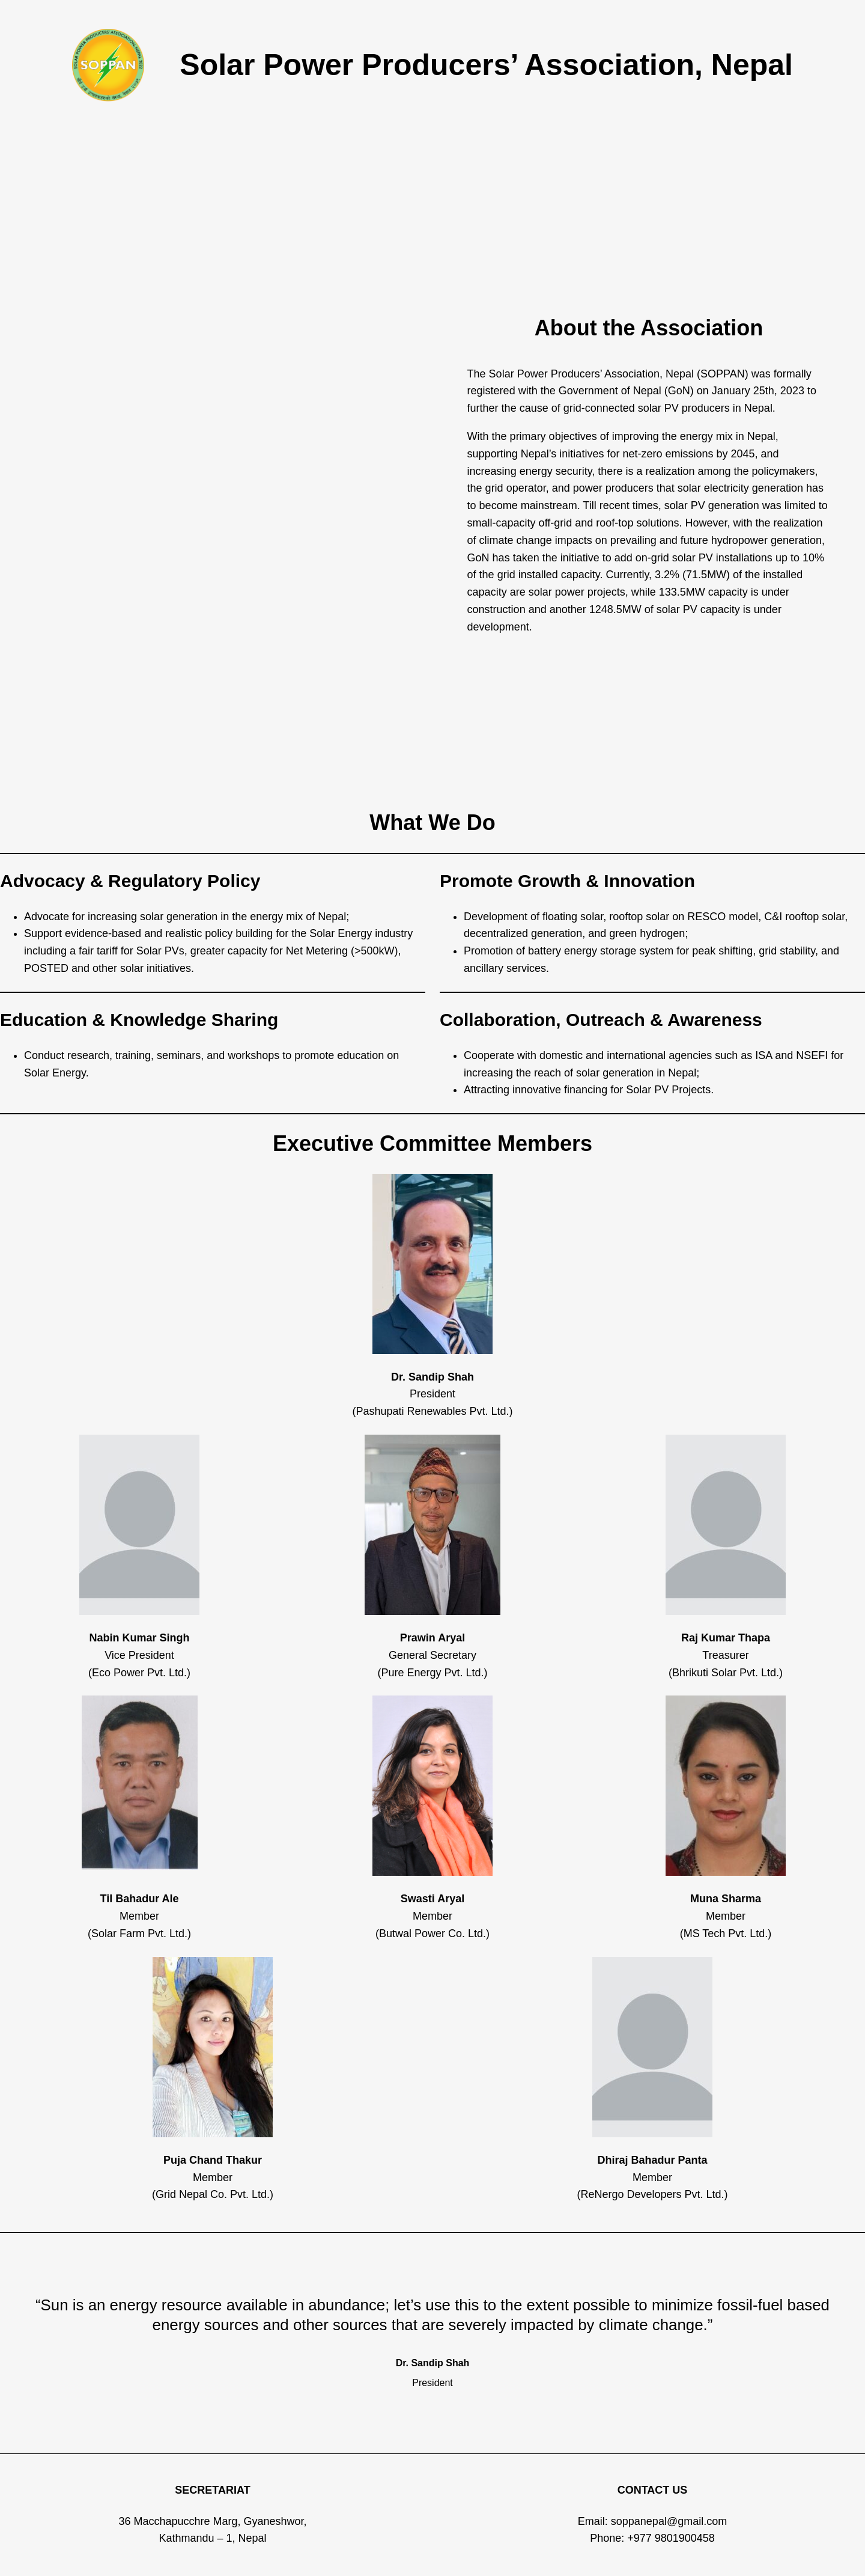 SOPPAN
Solar Power Producers’ Association, Nepal
About the Association
The Solar Power Producers’ Association, Nepal (SOPPAN) was formally
registered with the Government of Nepal (GoN) on January 25th, 2023 to
further the cause of grid-connected solar PV producers in Nepal.
With the primary objectives of improving the energy mix in Nepal,
supporting Nepal’s initiatives for net-zero emissions by 2045, and
increasing energy security, there is a realization among the policymakers,
the grid operator, and power producers that solar electricity generation has
to become mainstream. Till recent times, solar PV generation was limited to
small-capacity off-grid and roof-top solutions. However, with the realization
of climate change impacts on prevailing and future hydropower generation,
GoN has taken the initiative to add on-grid solar PV installations up to 10%
of the grid installed capacity. Currently, 3.2% (71.5MW) of the installed
capacity are solar power projects, while 133.5MW capacity is under
construction and another 1248.5MW of solar PV capacity is under
development.
What We Do
Advocacy & Regulatory Policy
• Advocate for increasing solar generation in the energy mix of Nepal;
• Support evidence-based and realistic policy building for the Solar Energy industry
including a fair tariff for Solar PVs, greater capacity for Net Metering (>500kW),
POSTED and other solar initiatives.
Promote Growth & Innovation
• Development of floating solar, rooftop solar on RESCO model, C&I rooftop solar,
decentralized generation, and green hydrogen;
• Promotion of battery energy storage system for peak shifting, grid stability, and
ancillary services.
Education & Knowledge Sharing
• Conduct research, training, seminars, and workshops to promote education on
Solar Energy.
Collaboration, Outreach & Awareness
• Cooperate with domestic and international agencies such as ISA and NSEFI for
increasing the reach of solar generation in Nepal;
• Attracting innovative financing for Solar PV Projects.
Executive Committee Members
Dr. Sandip Shah
President
(Pashupati Renewables Pvt. Ltd.)
Nabin Kumar Singh
Vice President
(Eco Power Pvt. Ltd.)
Prawin Aryal
General Secretary
(Pure Energy Pvt. Ltd.)
Raj Kumar Thapa
Treasurer
(Bhrikuti Solar Pvt. Ltd.)
Til Bahadur Ale
Member
(Solar Farm Pvt. Ltd.)
Swasti Aryal
Member
(Butwal Power Co. Ltd.)
Muna Sharma
Member
(MS Tech Pvt. Ltd.)
Puja Chand Thakur
Member
(Grid Nepal Co. Pvt. Ltd.)
Dhiraj Bahadur Panta
Member
(ReNergo Developers Pvt. Ltd.)
“Sun is an energy resource available in abundance; let’s use this to the extent possible to minimize fossil-fuel based
energy sources and other sources that are severely impacted by climate change.”
Dr. Sandip Shah
President
SECRETARIAT
36 Macchapucchre Marg, Gyaneshwor,
Kathmandu – 1, Nepal
CONTACT US
Email: soppanepal@gmail.com
Phone: +977 9801900458